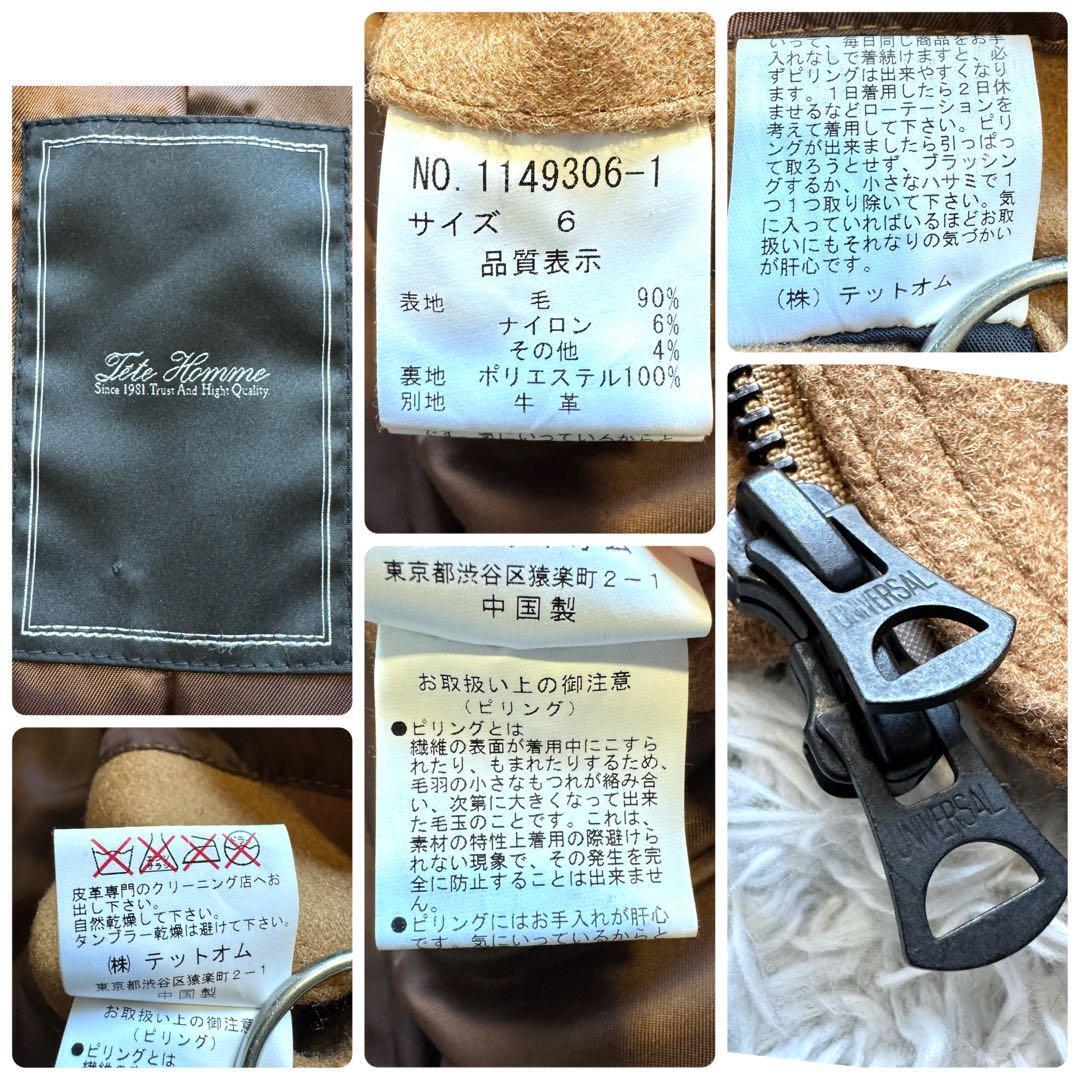 Tête Homme
Since 1981. Trust And Hight Quality.
NO. 1149306-1
サイズ 6
品質表示
表地 毛 90%
ナイロン 6%
その他 4%
裏地 ポリエステル100%
別地 牛革
です。気にいっているからと
いって、毎日同じ商品をお手
入れなしで着続けますと、必
ずピリングは出来やすくなり
ます。1日着用したら2日休
ませるなどローテーションを
考えて着用して下さい。ピリ
ングが出来ましたら引っぱっ
て取ろうとせず、ブラッシン
グするか、小さなハサミで1
つ1つ取り除いて下さい。気
に入っていればいるほどお取
扱いにもそれなりの気づかい
が肝心です。
(株) テットオム
UNIVERSAL
UNIVERSAL
東京都渋谷区猿楽町2-1
中国製
お取扱い上の御注意
(ピリング)
●ピリングとは
繊維の表面が着用中にこすら
れたり、もまれたりするため、
毛羽の小さなもつれが絡み合
い、次第に大きくなって出来
た毛玉のことです。これは、
素材の特性上着用の際避けら
れない現象で、その発生を完
全に防止することは出来ませ
ん。
●ピリングにはお手入れが肝心
です。気にいっているからと
皮革専門のクリーニング店へお
出し下さい。
自然乾燥して下さい。
タンブラー乾燥は避けて下さい。
(株) テットオム
東京都渋谷区猿楽町2-1
中国製
お取扱い上の御注意
(ピリング)
●ピリングとは